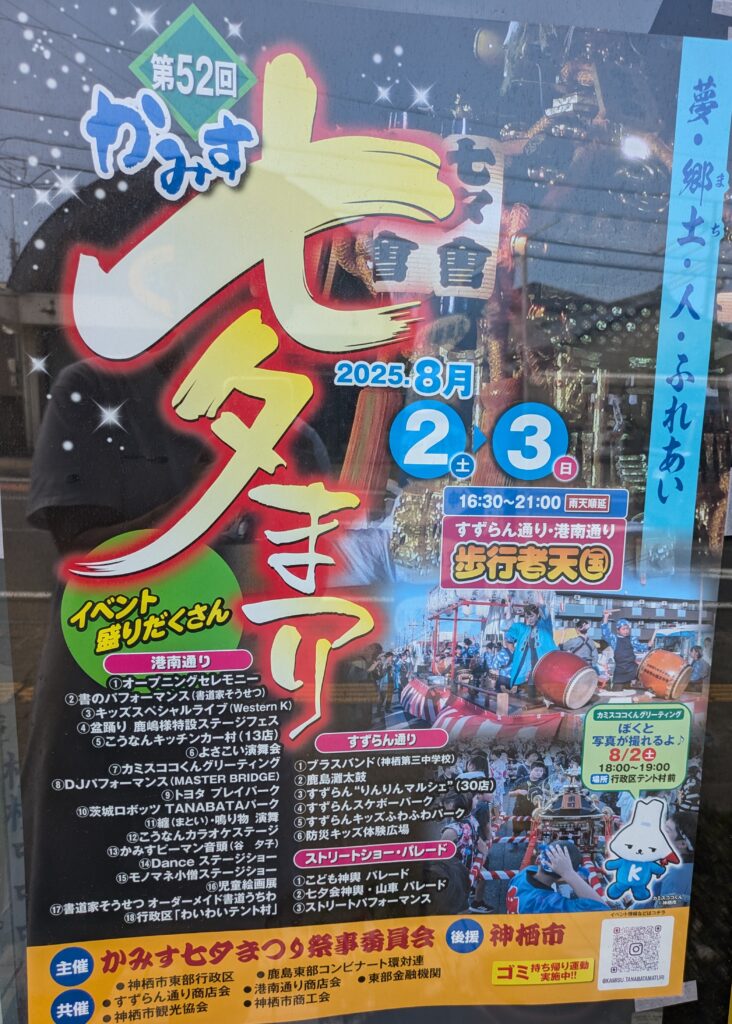 第52回
かみす
七夕まつり
夢・郷土・人・ふれあい
まち
七夕會
會
2025.8月
2土
3日
16:30~21:00 雨天順延
すずらん通り・港南通り
歩行者天国
イベント
盛りだくさん
港南通り
①オープニングセレモニー
②書のパフォーマンス(書道家そうせつ)
③キッズスペシャルライブ(Western K)
④盆踊り 鹿嶋様特設ステージフェス
⑤こうなんキッチンカー村(13店)
⑥よさこい演舞会
⑦カミスココくんグリーティング
⑧DJパフォーマンス(MASTER BRIDGE)
⑨トヨタ プレイパーク
⑩茨城ロボッツ TANABATAパーク
⑪纏(まとい)・鳴り物 演舞
⑫こうなんカラオケステージ
⑬かみすピーマン音頭(谷 夕子)
⑭Dance ステージショー
⑮モノマネ小僧ステージショー
⑯児童絵画展
⑰書道家そうせつ オーダーメイド書道うちわ
⑱行政区「わいわいテント村」
すずらん通り
①ブラスバンド(神栖第三中学校)
②鹿島灘太鼓
③すずらん“りんりんマルシェ”(30店)
④すずらんスケボーパーク
⑤すずらんキッズふわふわパーク
⑥防災キッズ体験広場
ストリートショー・パレード
①こども神輿 パレード
②七夕会神輿・山車 パレード
③ストリートパフォーマンス
カミスココくんグリーティング
ぼくと
写真が撮れるよ♪
8/2土
18:00~19:00
場所 行政区テント村前
K
カミスココくん
神栖市
イベント情報などはコチラ
@KAMISU.TANABATAMATURI
主催 かみす七夕まつり祭事委員会
後援 神栖市
共催
●神栖市東部行政区
●鹿島東部コンビナート環対連
●すずらん通り商店会
●港南通り商店会
●東部金融機関
●神栖市観光協会
●神栖市商工会
ゴミ持ち帰り運動
実施中!!